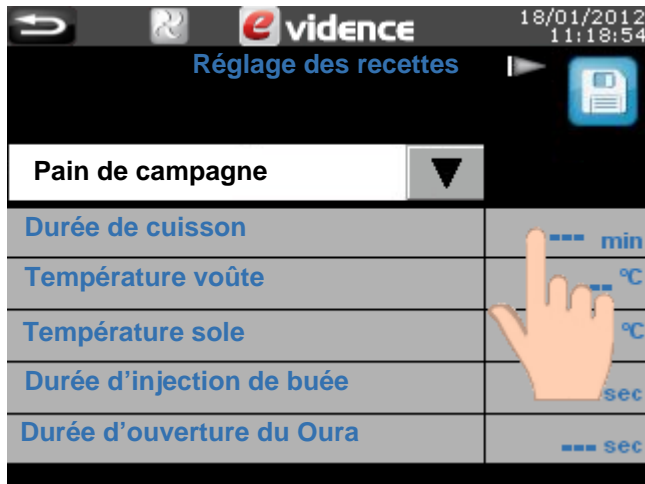 evidence 18/01/2012
11:18:54
Réglage des recettes
Pain de campagne
Durée de cuisson --- min
Température voûte -- °C
Température sole °C
Durée d'injection de buée sec
Durée d'ouverture du Oura --- sec